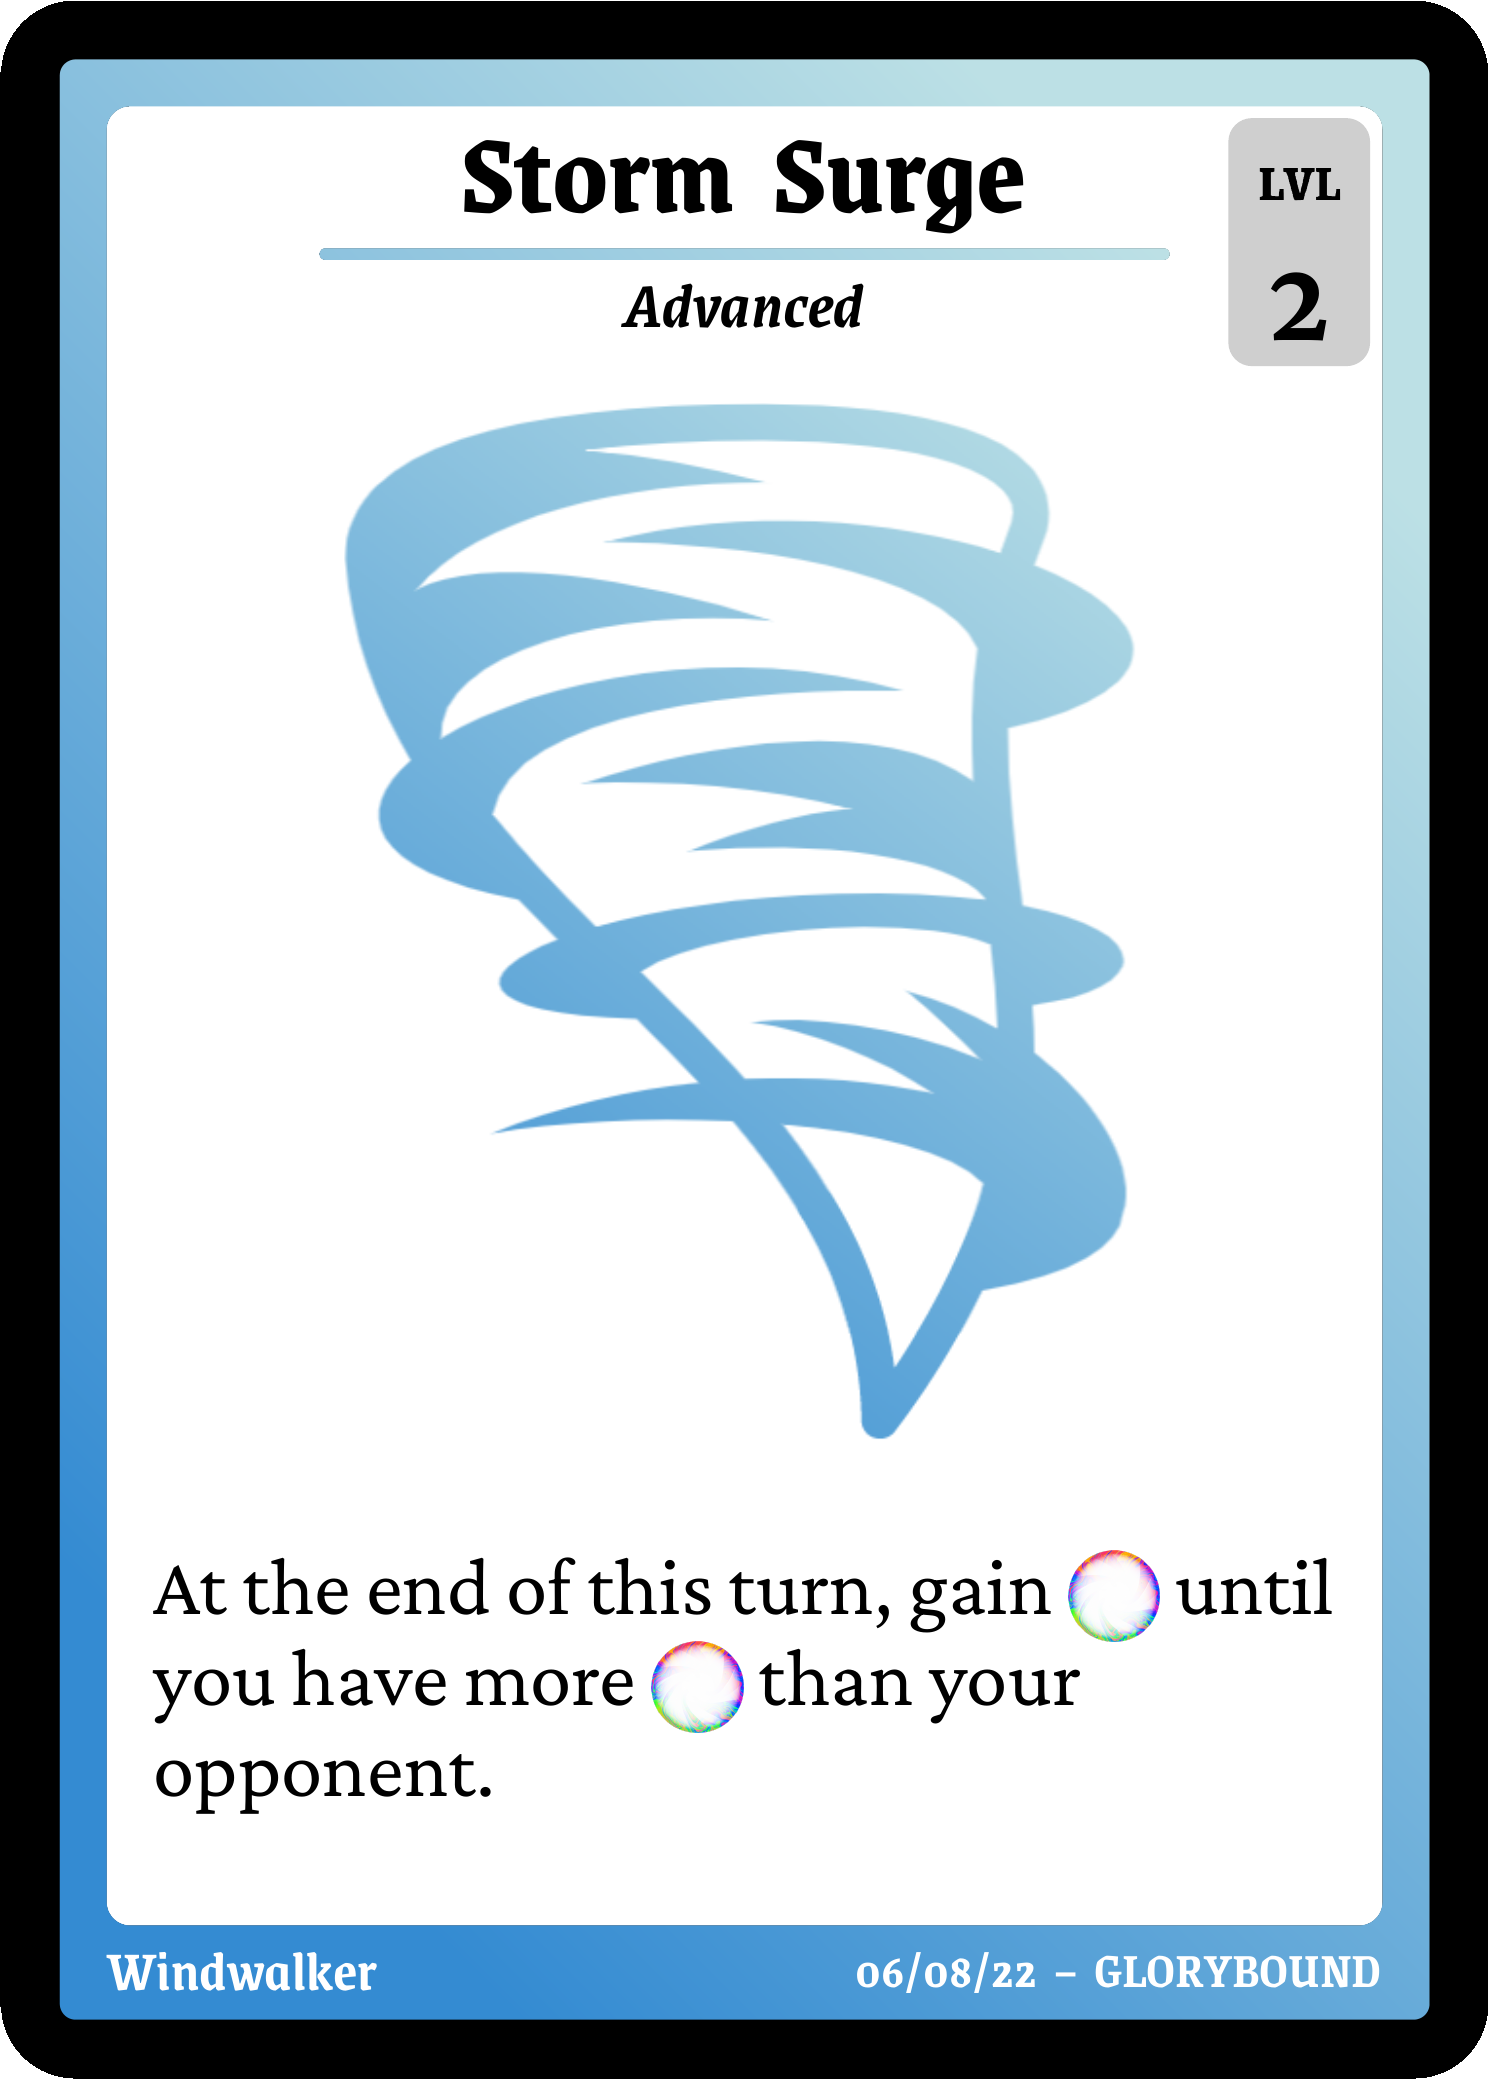 Storm Surge
LVL
2
Advanced
At the end of this turn, gain until
you have more than your
opponent.
Windwalker
06/08/22 – GLORYBOUND